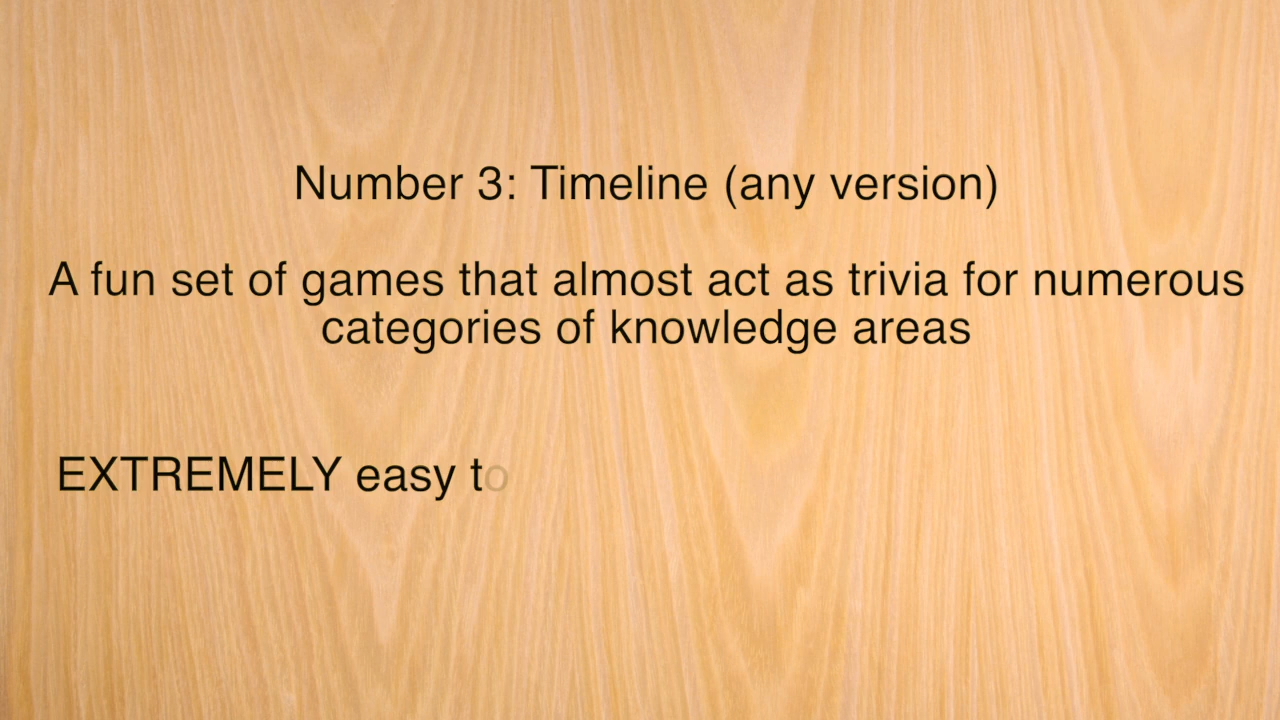 Number 3: Timeline (any version)
A fun set of games that almost act as trivia for numerous
categories of knowledge areas
EXTREMELY easy to